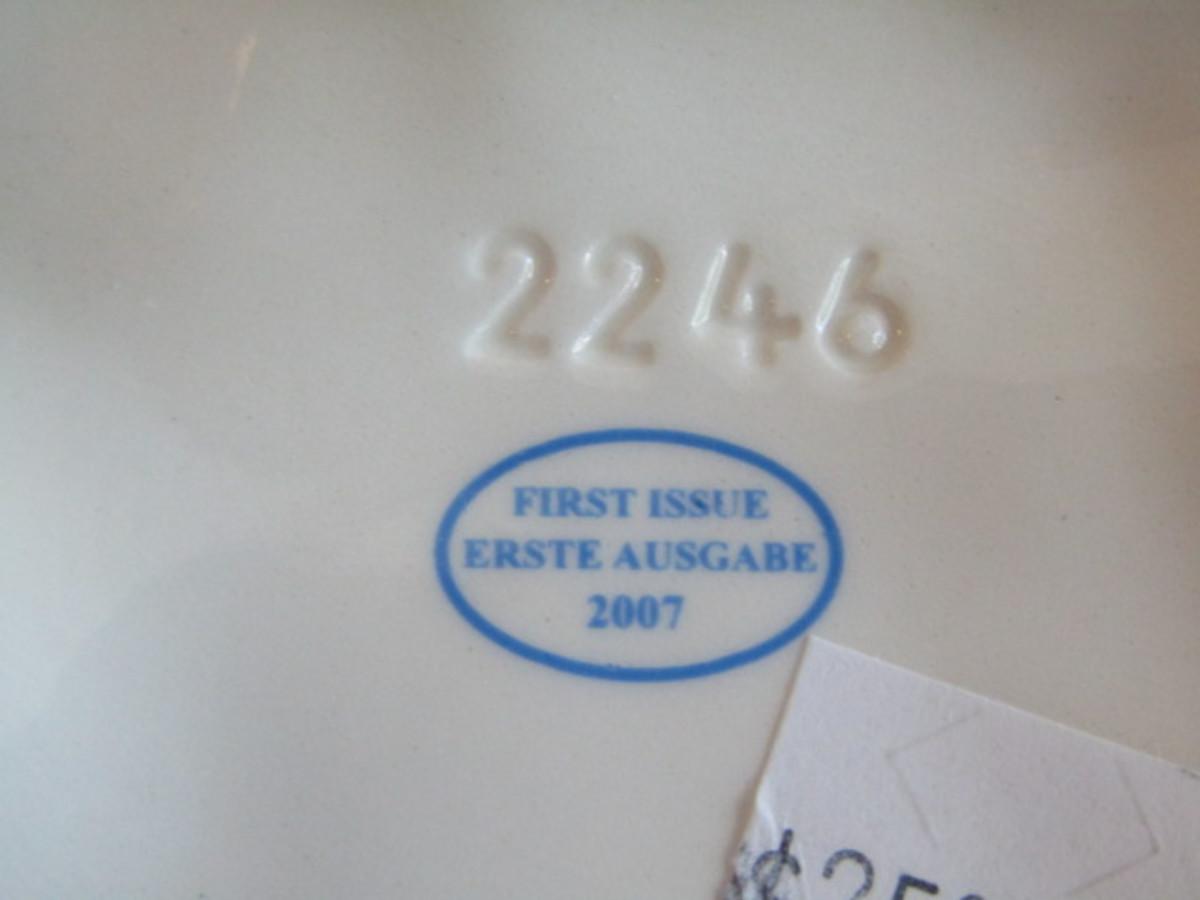 2246
FIRST ISSUE
ERSTE AUSGABE
2007